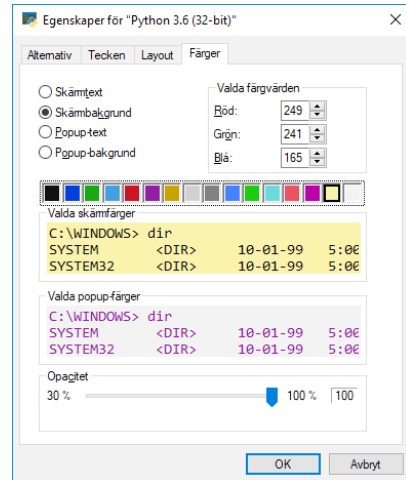 Egenskaper för "Python 3.6 (32-bit)"
Alternativ Tecken Layout Färger
Skärmtext
Skärmbakgrund
Popup-text
Popup-bakgrund
Valda färgvärden
Röd: 249
Grön: 241
Blå: 165
Valda skärmfärger
C:\WINDOWS> dir
SYSTEM <DIR> 10-01-99 5:00
SYSTEM32 <DIR> 10-01-99 5:00
Valda popup-färger
C:\WINDOWS> dir
SYSTEM <DIR> 10-01-99 5:00
SYSTEM32 <DIR> 10-01-99 5:00
Opacitet
30 % 100 % 100
OK Avbryt